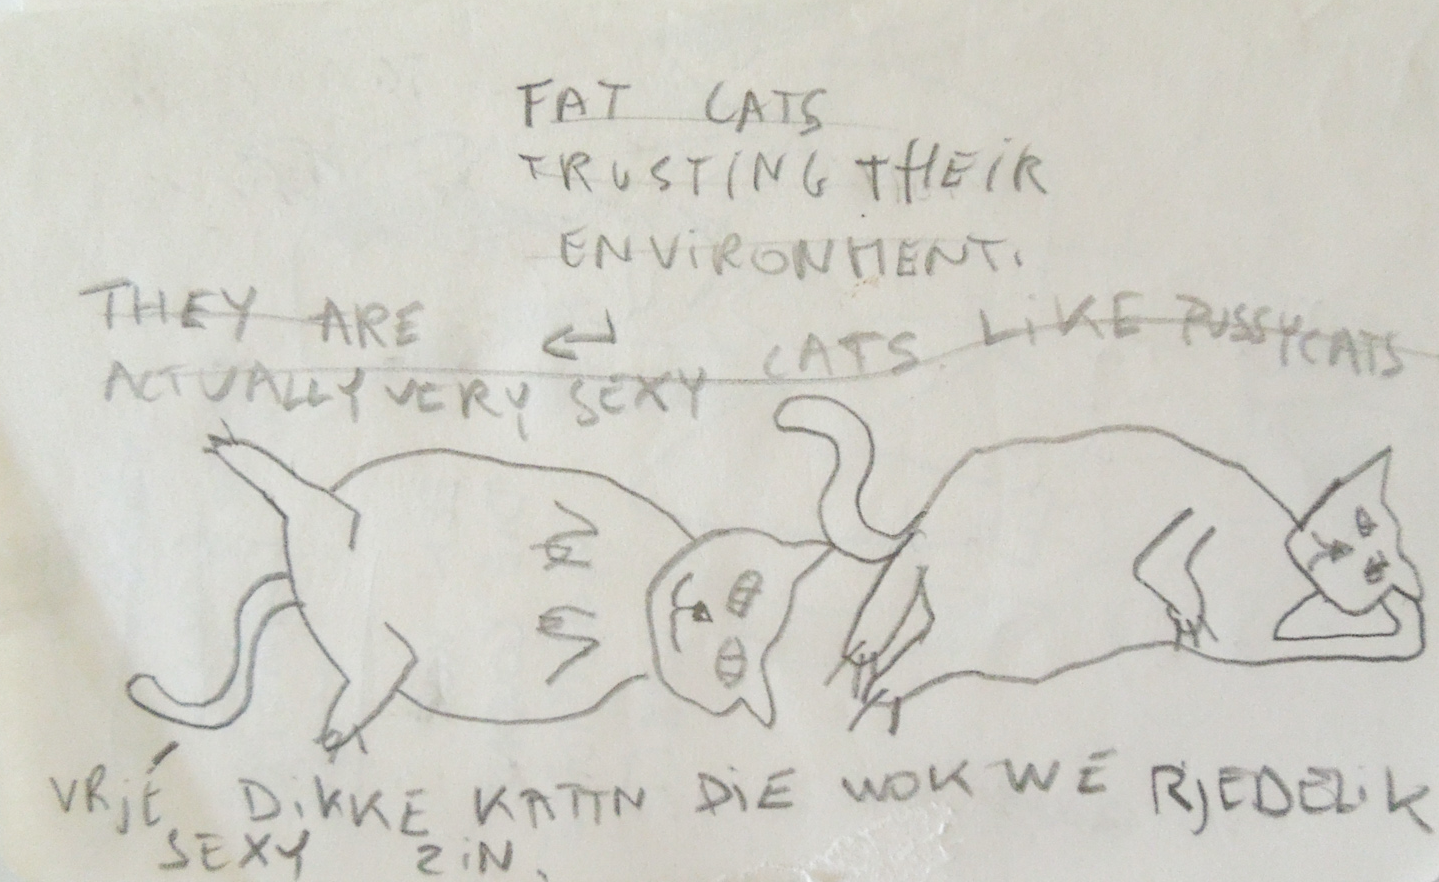 FAT CATS
TRUSTING THEIR
ENVIRONMENT.
THEY ARE
ACTUALLY VERY SEXY CATS. LIKE PUSSYCATS
VRJÉ DIKKE KATTN DIE WOK WE RJEDELIK
SEXY ZIN.